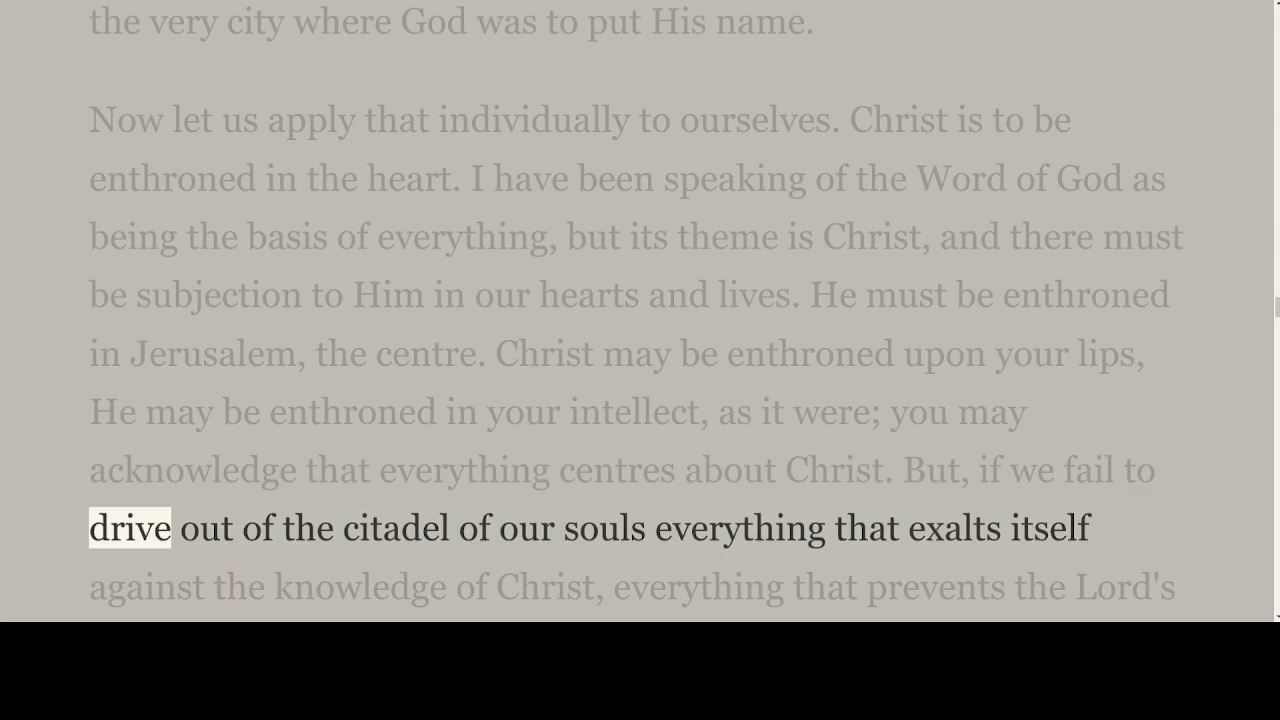 the very city where God was to put His name.
Now let us apply that individually to ourselves. Christ is to be
enthroned in the heart. I have been speaking of the Word of God as
being the basis of everything, but its theme is Christ, and there must
be subjection to Him in our hearts and lives. He must be enthroned
in Jerusalem, the centre. Christ may be enthroned upon your lips,
He may be enthroned in your intellect, as it were; you may
acknowledge that everything centres about Christ. But, if we fail to
drive out of the citadel of our souls everything that exalts itself
against the knowledge of Christ, everything that prevents the Lord's